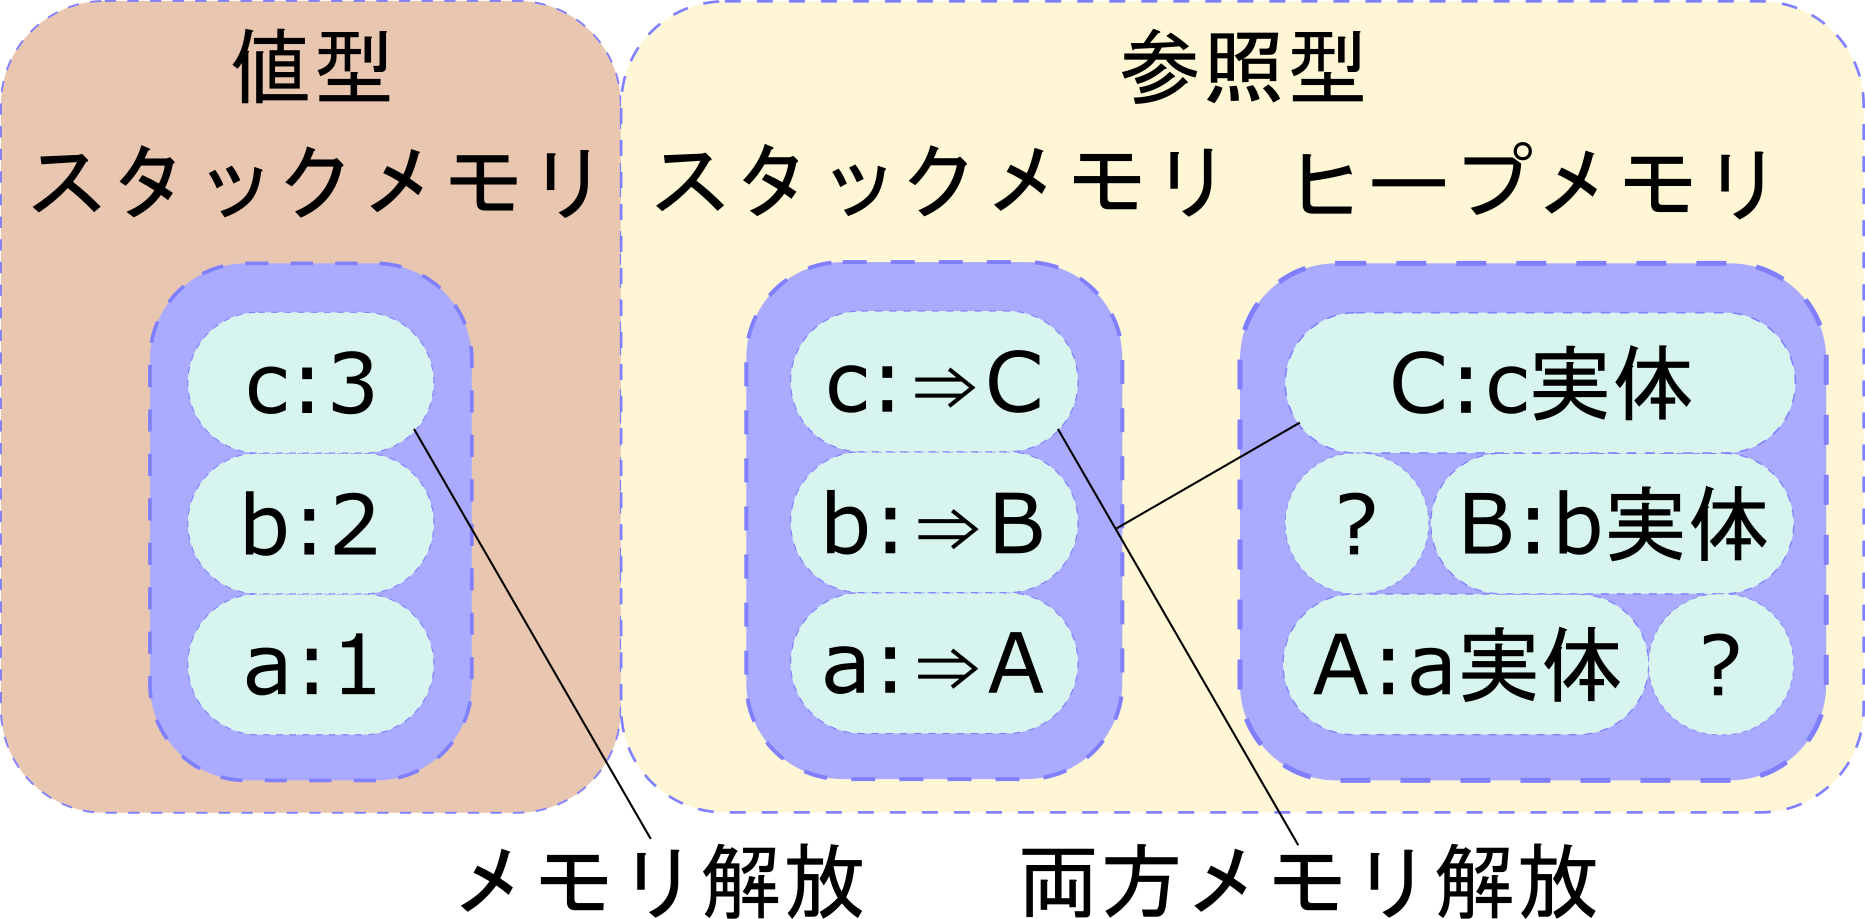 値型
スタックメモリ
c:3
b:2
a:1
参照型
スタックメモリ
ヒープメモリ
c:⇒C
b:⇒B
a:⇒A
C:c実体
?
B:b実体
A:a実体
?
メモリ解放
両方メモリ解放